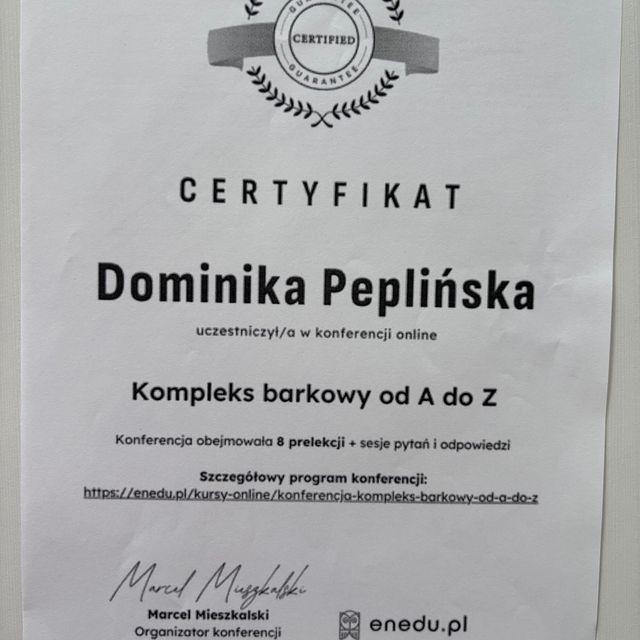 GUARANTEE
CERTIFIED
GUARANTEE
CERTYFIKAT
Dominika Peplińska
uczestniczył/a w konferencji online
Kompleks barkowy od A do Z
Konferencja obejmowała 8 prelekcji + sesje pytań i odpowiedzi
Szczegółowy program konferencji:
https://enedu.pl/kursy-online/konferencja-kompleks-barkowy-od-a-do-z
Marcel Mieszkalski
Marcel Mieszkalski
Organizator konferencji
enedu.pl